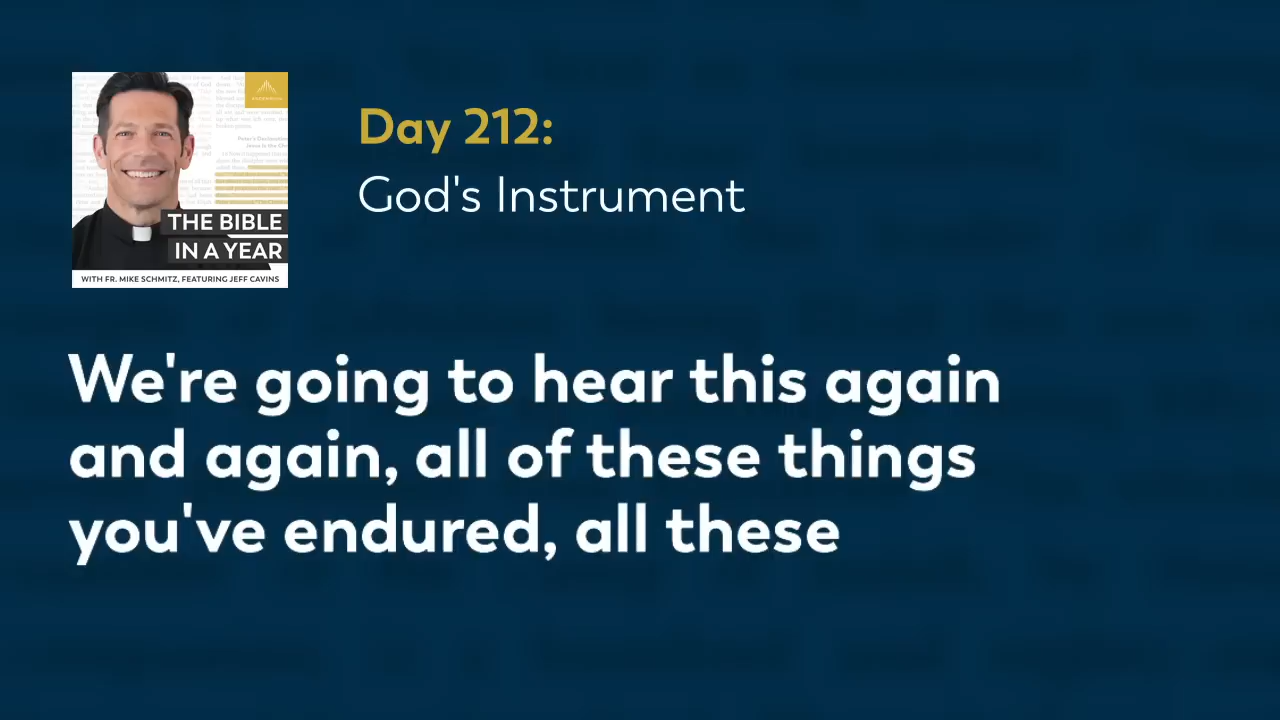 Day 212:
God's Instrument
THE BIBLE
IN A YEAR
WITH FR. MIKE SCHMITZ, FEATURING JEFF CAVINS
We're going to hear this again
and again, all of these things
you've endured, all these